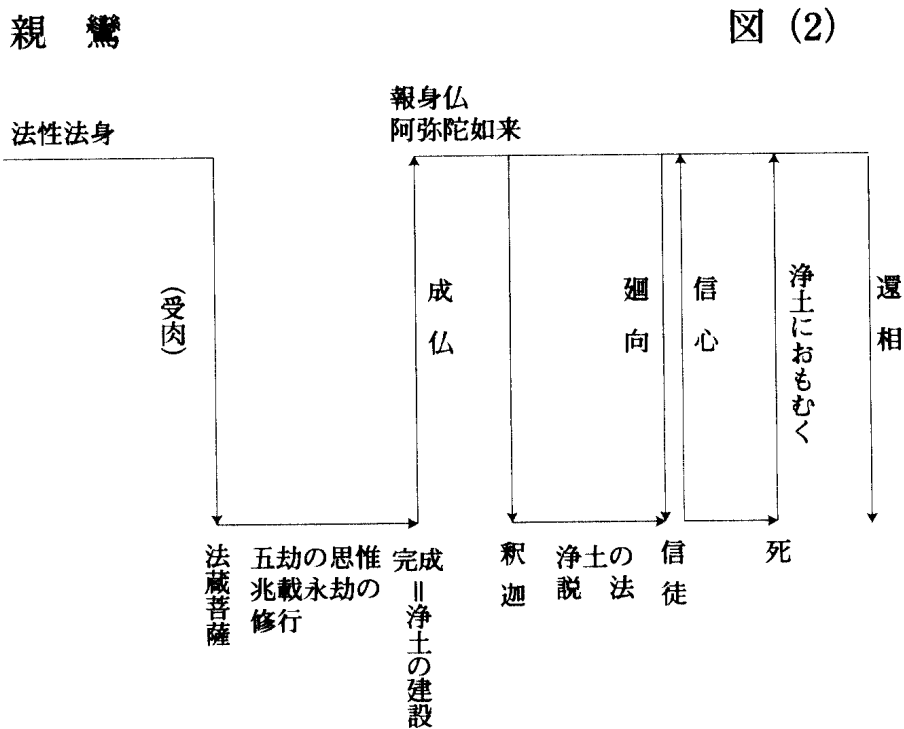 親鸞
図 (2)
報身仏
阿弥陀如来
法性法身
(受肉)
成仏
廻向
信心
浄土におもむく
還相
法蔵菩薩
五劫の思惟の
兆載永劫の
修行
完成
＝浄土の建設
釈迦
浄土の法
説
信徒
死